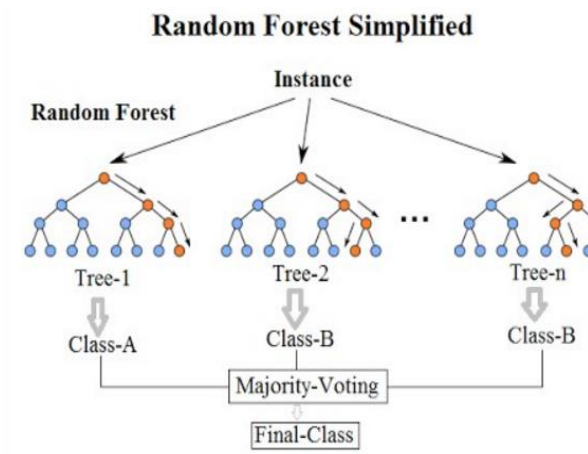 Random Forest Simplified
Instance
Random Forest
...
Tree-1
Tree-2
Tree-n
Class-A
Class-B
Class-B
Majority-Voting
Final-Class